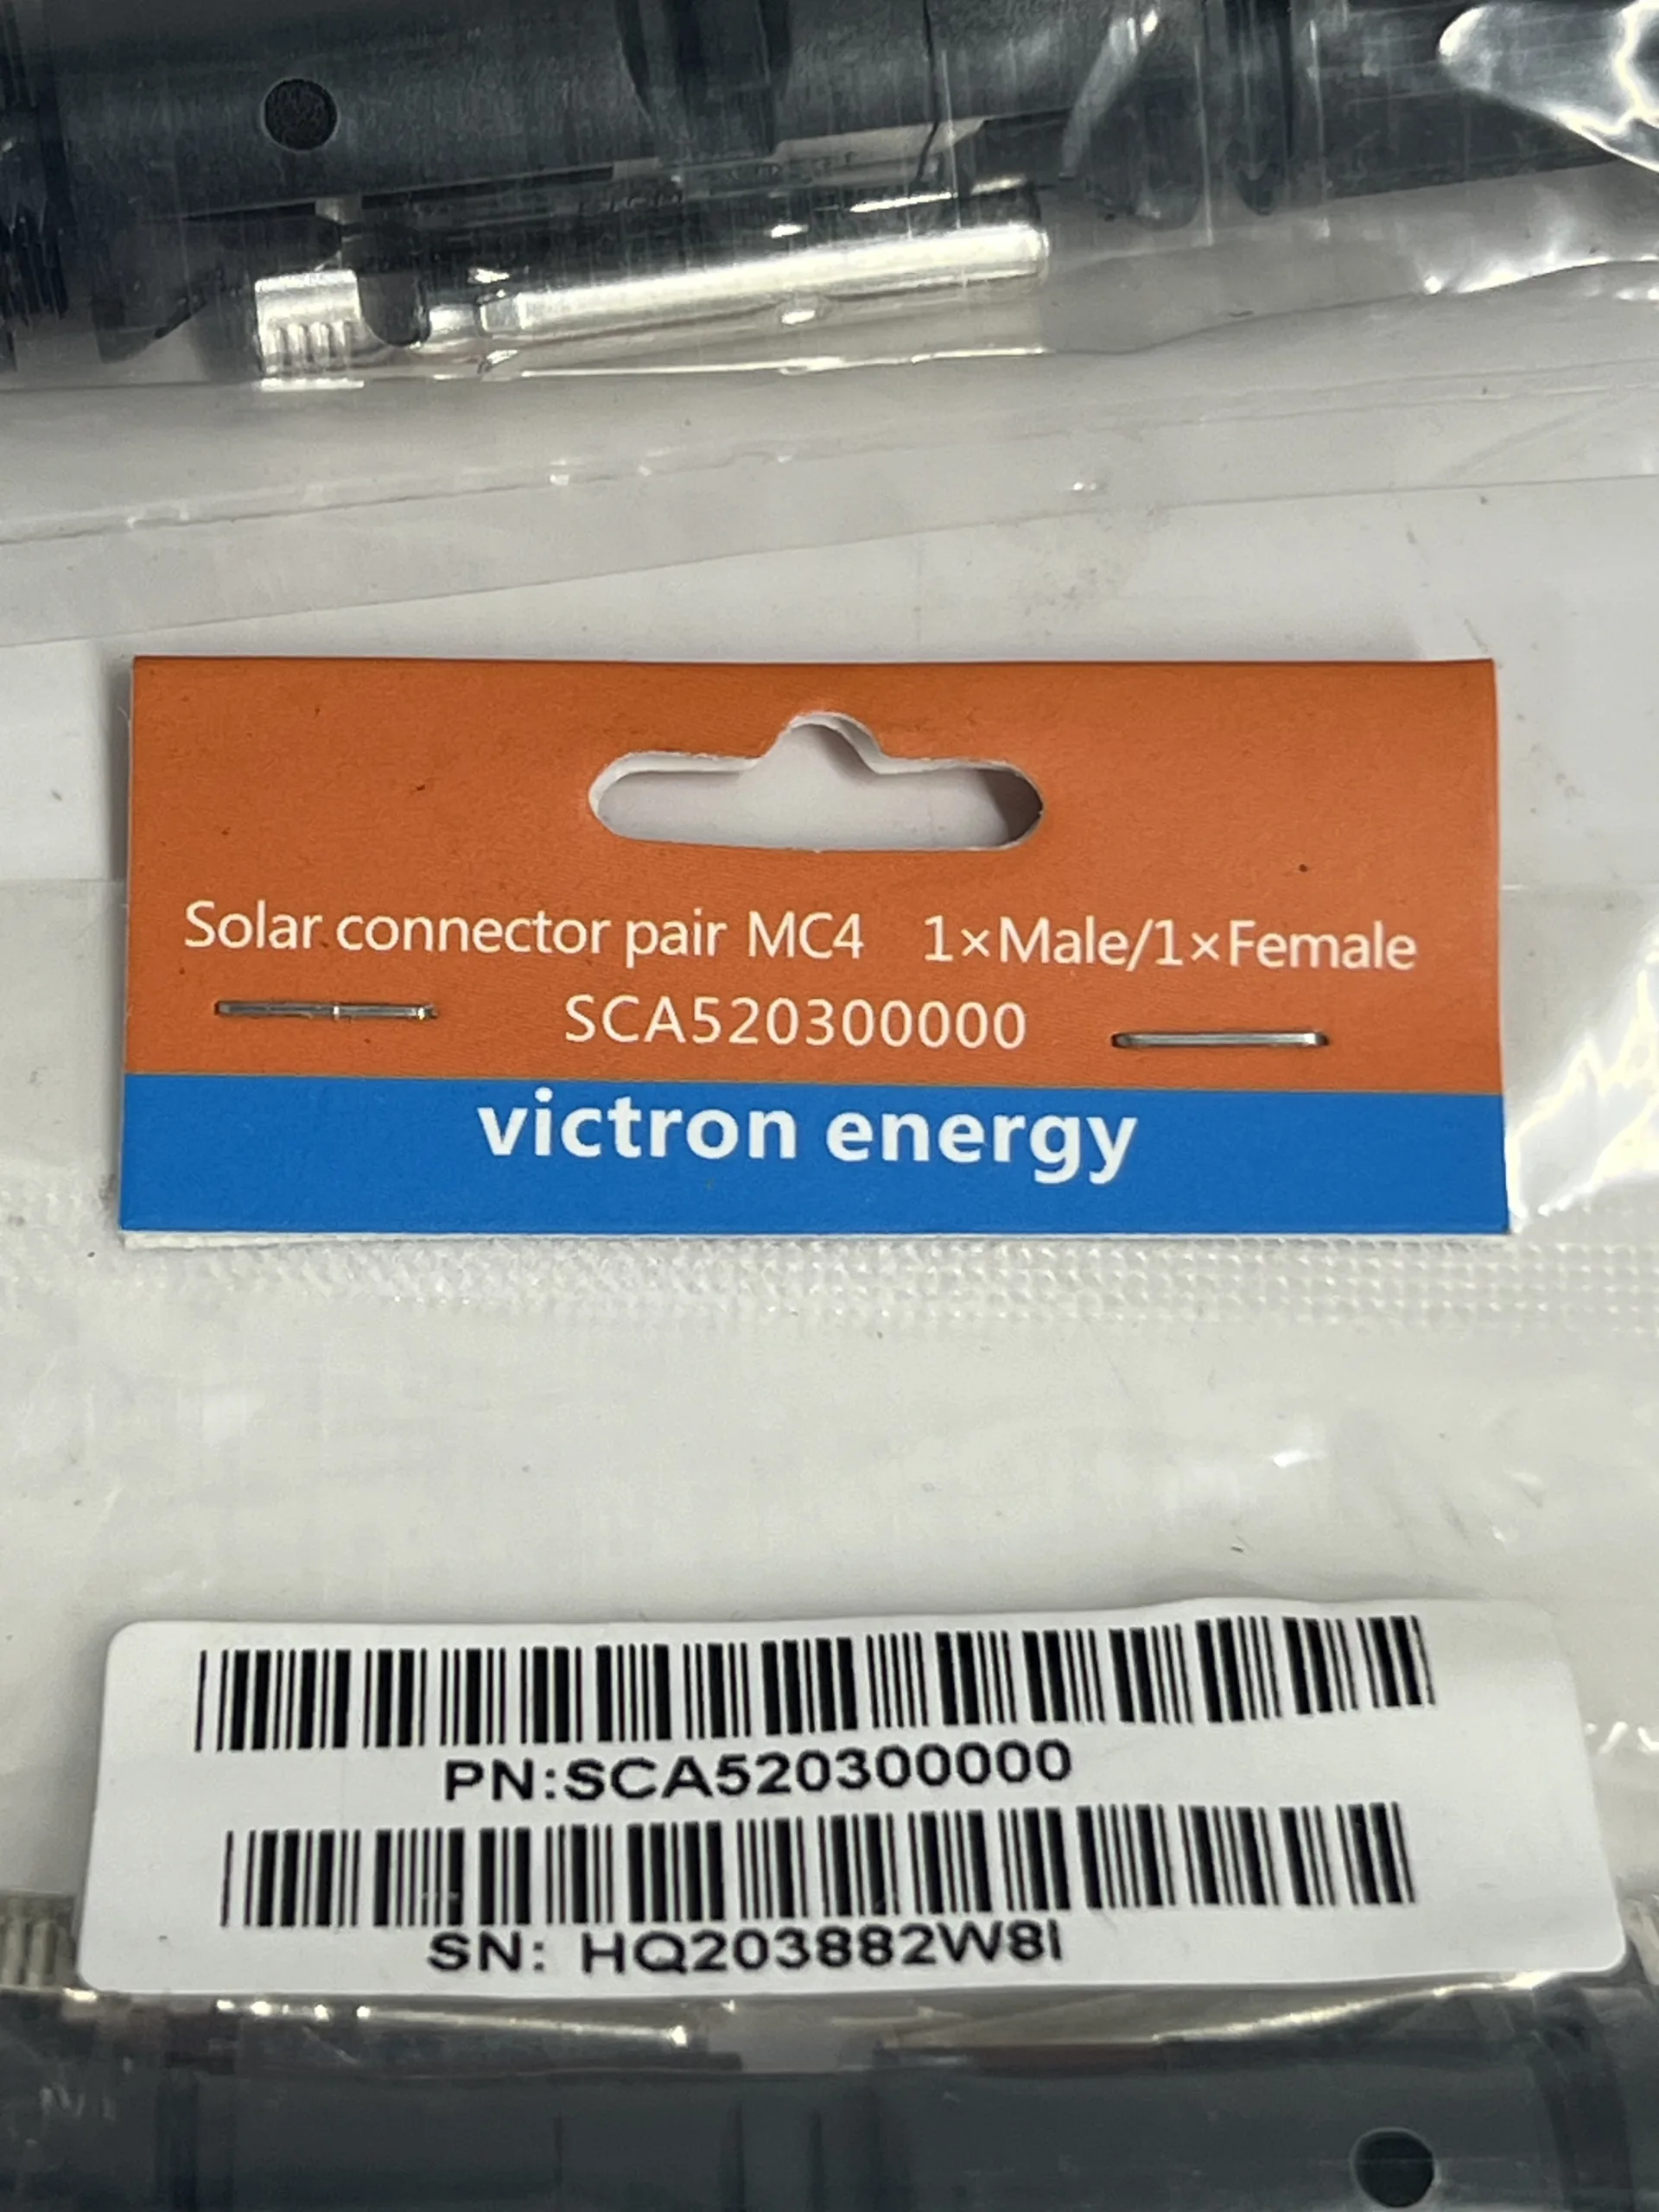 Solar connector pair MC4 1×Male/1×Female
SCA520300000
victron energy
PN:SCA520300000
SN: HQ203882W8I